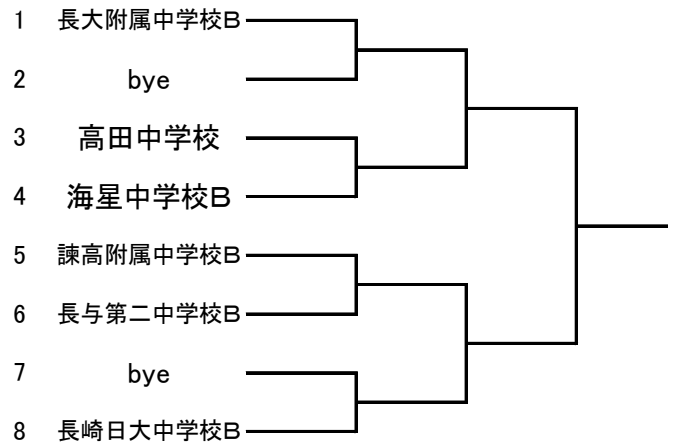 1 長大附属中学校B
2 bye
3 高田中学校
4 海星中学校B
5 諫高附属中学校B
6 長与第二中学校B
7 bye
8 長崎日大中学校B